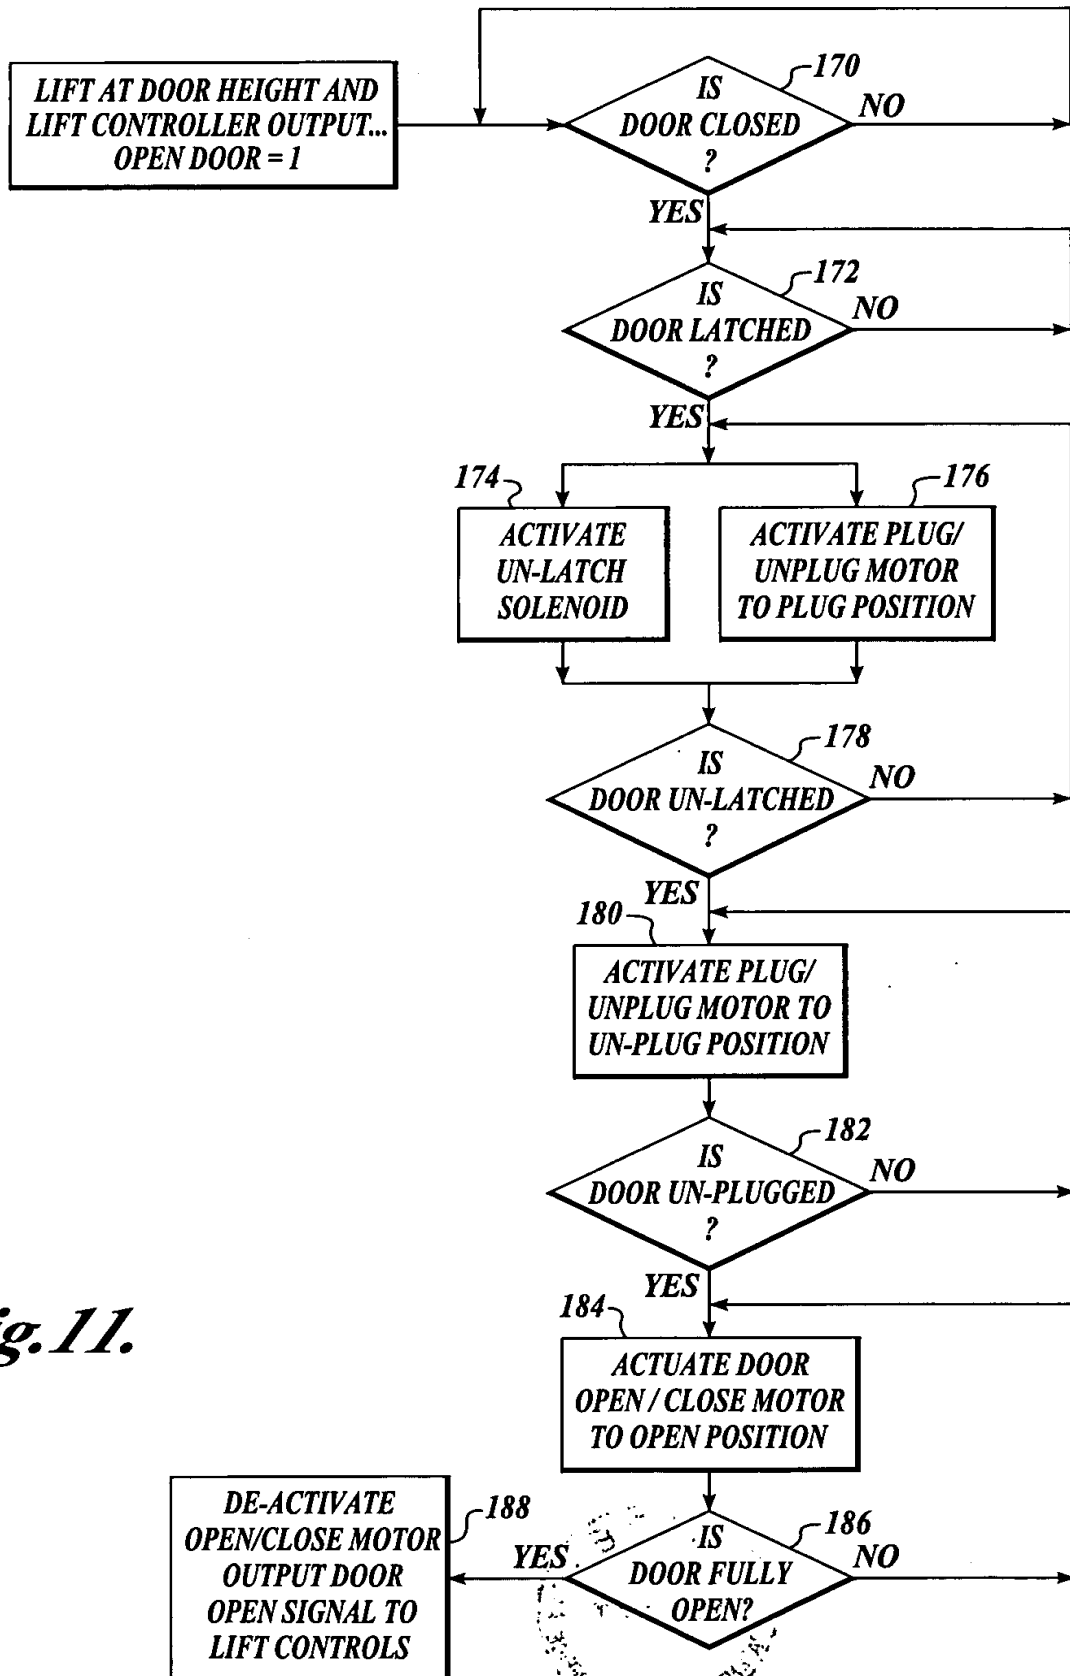 LIFT AT DOOR HEIGHT AND
LIFT CONTROLLER OUTPUT...
OPEN DOOR = 1
IS
DOOR CLOSED
?
170
NO
YES
IS
DOOR LATCHED
?
172
NO
YES
174
ACTIVATE
UN-LATCH
SOLENOID
176
ACTIVATE PLUG/
UNPLUG MOTOR
TO PLUG POSITION
IS
DOOR UN-LATCHED
?
178
NO
YES
180
ACTIVATE PLUG/
UNPLUG MOTOR TO
UN-PLUG POSITION
IS
DOOR UN-PLUGGED
?
182
NO
YES
184
ACTUATE DOOR
OPEN / CLOSE MOTOR
TO OPEN POSITION
IS
DOOR FULLY
OPEN?
186
NO
YES
188
DE-ACTIVATE
OPEN/CLOSE MOTOR
OUTPUT DOOR
OPEN SIGNAL TO
LIFT CONTROLS
ig.11.